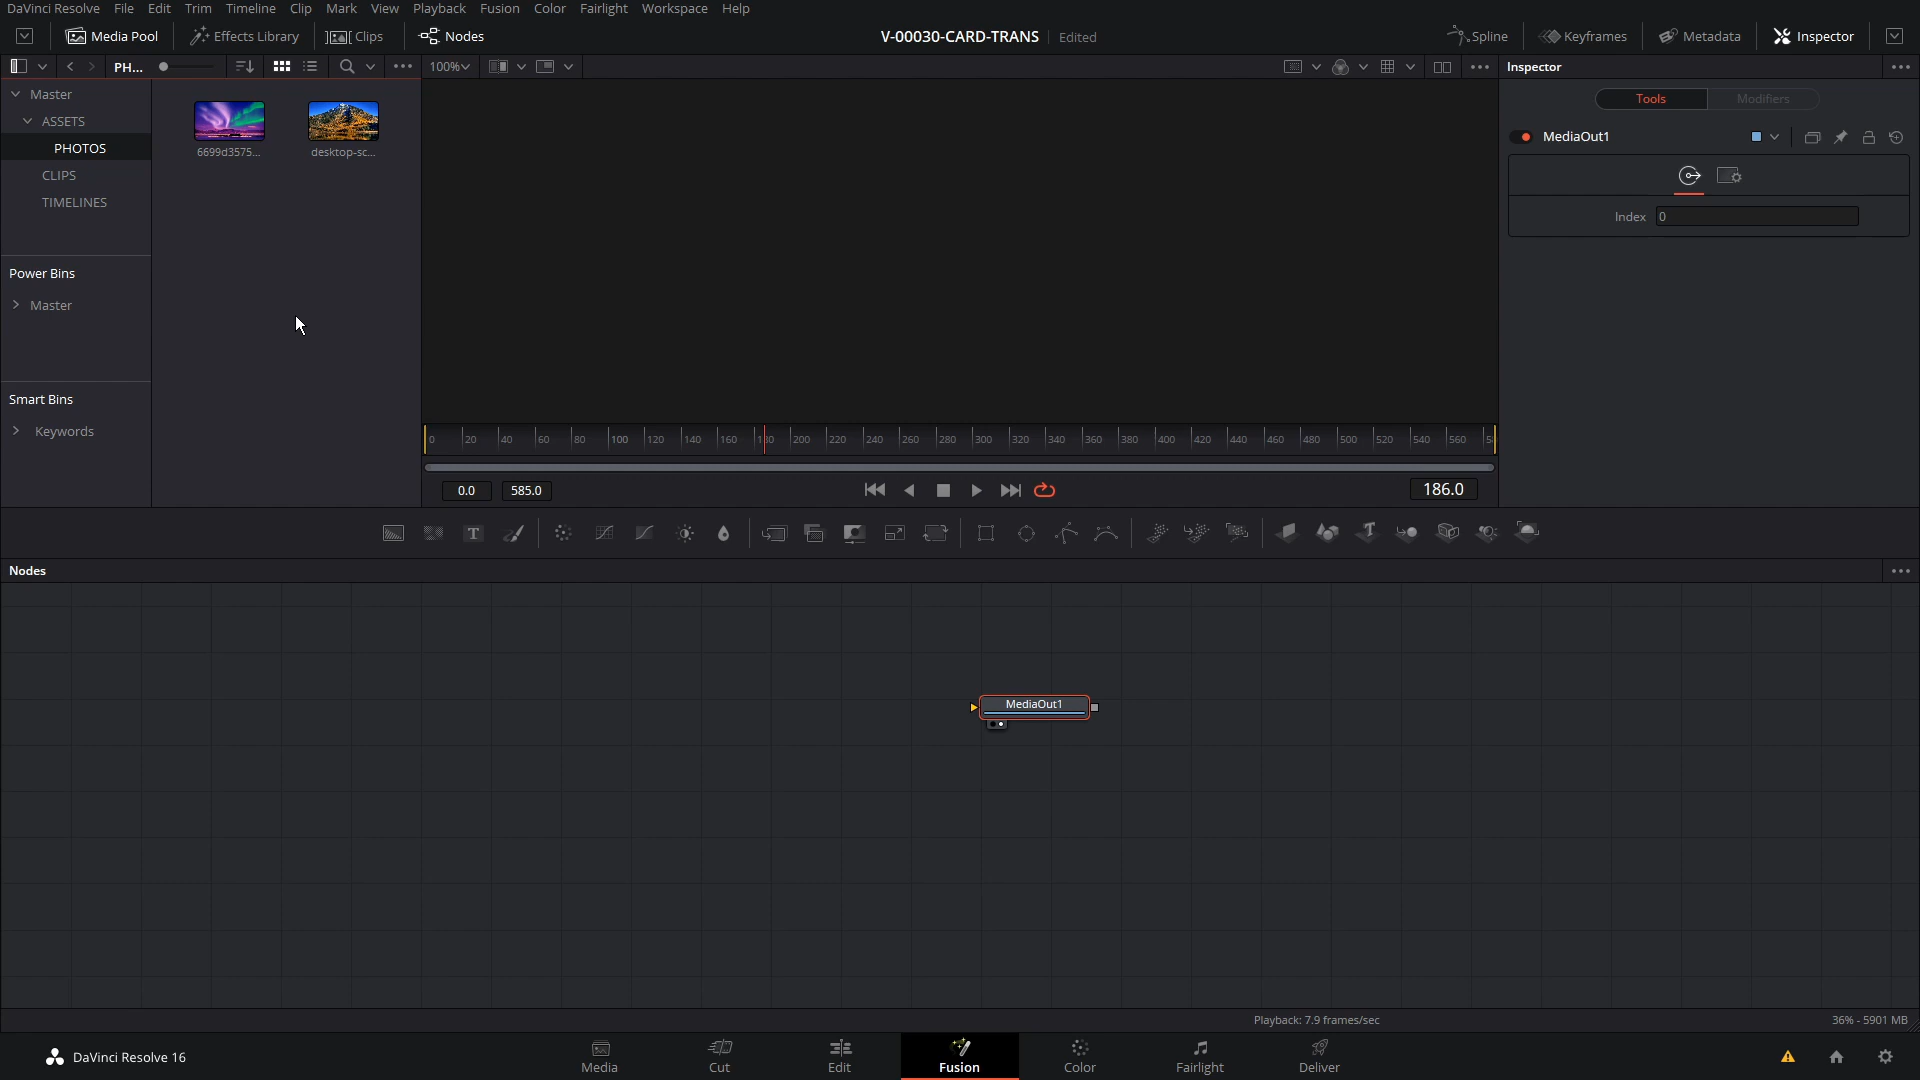 DaVinci Resolve File Edit Trim Timeline Clip Mark View Playback Fusion Color Fairlight Workspace Help
Media Pool Effects Library Clips Nodes V-00030-CARD-TRANS Edited Spline Keyframes Metadata Inspector
PH... 100% Inspector
Master
ASSETS
PHOTOS
CLIPS
TIMELINES
Power Bins
Master
Smart Bins
Keywords
6699d3575... desktop-sc...
Tools Modifiers
MediaOut1
Index 0
0 20 40 60 80 100 120 140 160 180 200 220 240 260 280 300 320 340 360 380 400 420 440 460 480 500 520 540 560
0.0 585.0 186.0
T T
Nodes
MediaOut1
Playback: 7.9 frames/sec 36% - 5901 MB
DaVinci Resolve 16 Media Cut Edit Fusion Color Fairlight Deliver